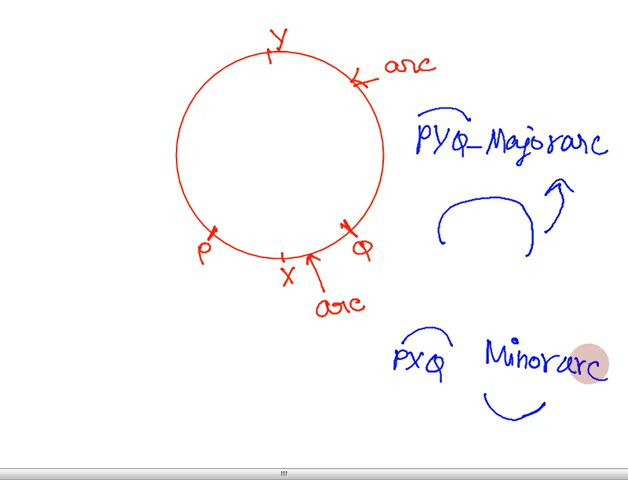 Y
arc
PYQ - Majorarc
P
Q
X
arc
PXQ Minorarc